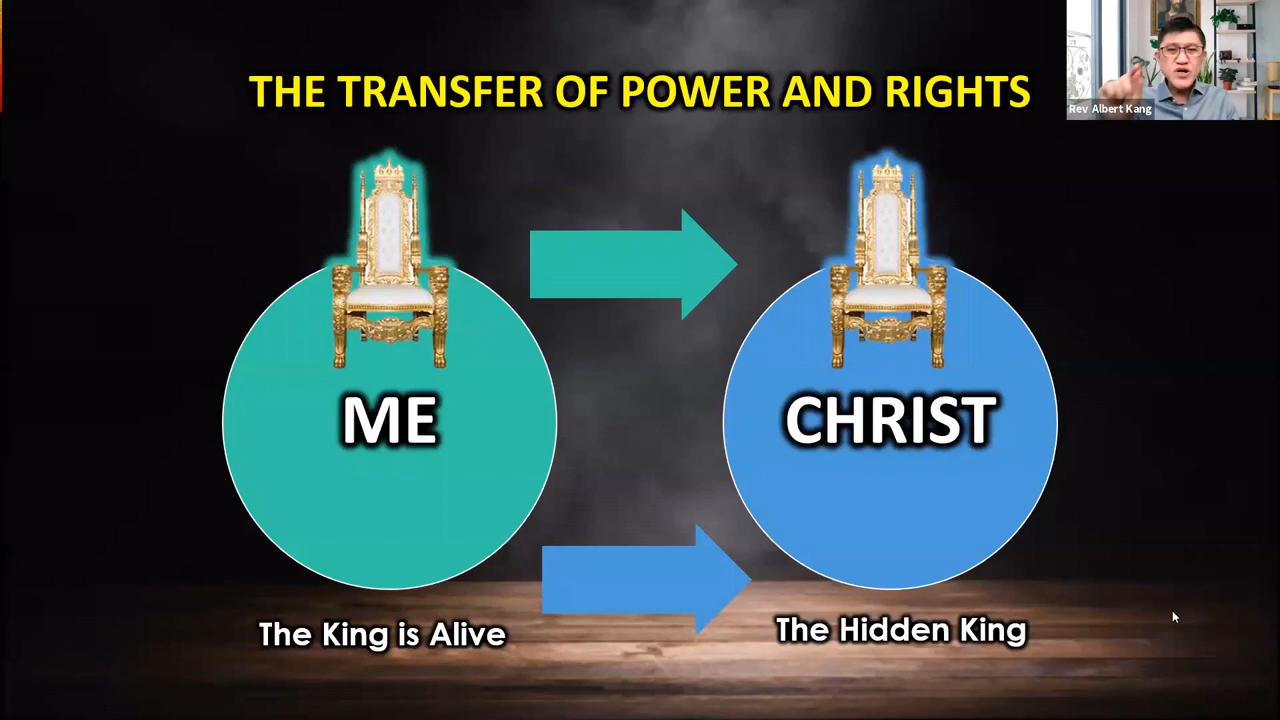 THE TRANSFER OF POWER AND RIGHTS
Rev Albert Kang
ME
CHRIST
The King is Alive
The Hidden King